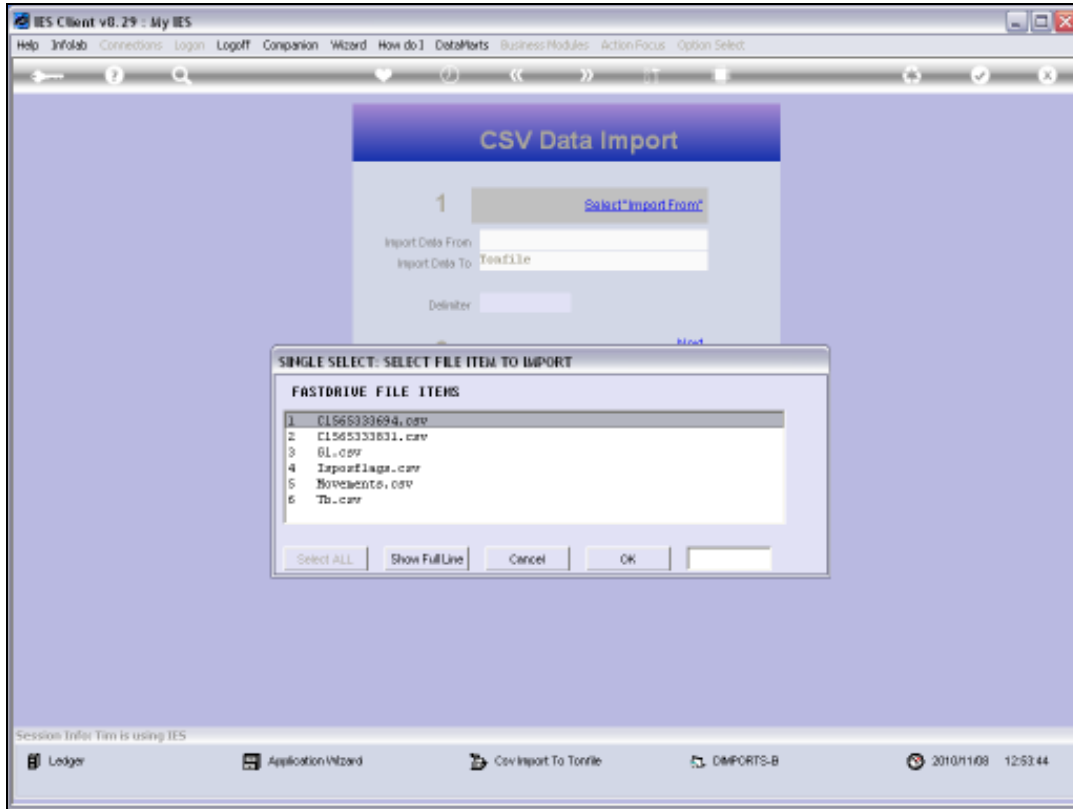 IES Client v8.29 : My IES
Help Infolab Connections Logon Logoff Companion Wizard How do I DataMarts Business Modules Action Focus Option Select
CSV Data Import
1 Select "Import From"
Import Data From
Import Data To Tonfile
Delimiter
Next
SINGLE SELECT: SELECT FILE ITEM TO IMPORT
FASTDRIVE FILE ITEMS
1 C1565333694.csv
2 C1565333831.csv
3 Gl.csv
4 Isposflags.csv
5 Movements.csv
6 Tb.csv
Select ALL Show Full Line Cancel OK
Session Info: Tim is using IES
Ledger Application Wizard Csv Import To Tonfile DIMPORTS-B 2010/11/08 12:53:44